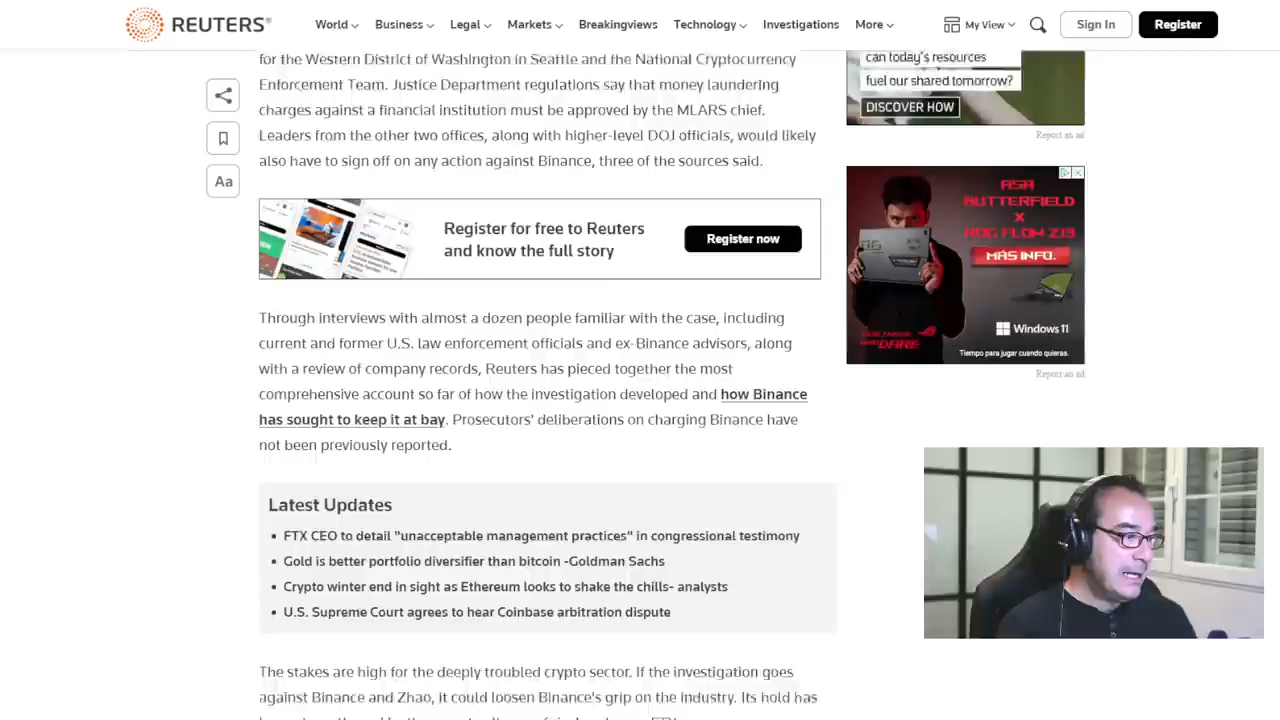 REUTERS®
World Business Legal Markets Breakingviews Technology Investigations More My View Sign In Register
for the Western District of Washington in Seattle and the National Cryptocurrency
Enforcement Team. Justice Department regulations say that money laundering
charges against a financial institution must be approved by the MLARS chief.
Leaders from the other two offices, along with higher-level DOJ officials, would likely
also have to sign off on any action against Binance, three of the sources said.
Aa
Register for free to Reuters
and know the full story
Register now
Through interviews with almost a dozen people familiar with the case, including
current and former U.S. law enforcement officials and ex-Binance advisors, along
with a review of company records, Reuters has pieced together the most
comprehensive account so far of how the investigation developed and how Binance
has sought to keep it at bay. Prosecutors' deliberations on charging Binance have
not been previously reported.
Latest Updates
• FTX CEO to detail "unacceptable management practices" in congressional testimony
• Gold is better portfolio diversifier than bitcoin -Goldman Sachs
• Crypto winter end in sight as Ethereum looks to shake the chills- analysts
• U.S. Supreme Court agrees to hear Coinbase arbitration dispute
The stakes are high for the deeply troubled crypto sector. If the investigation goes
against Binance and Zhao, it could loosen Binance's grip on the industry. Its hold has
can today's resources
fuel our shared tomorrow?
DISCOVER HOW
Report an ad
ASA
BUTTERFIELD
X
ROG FLOW Z13
MÁS INFO.
Windows 11
Tiempo para jugar cuando quieras.
Report an ad